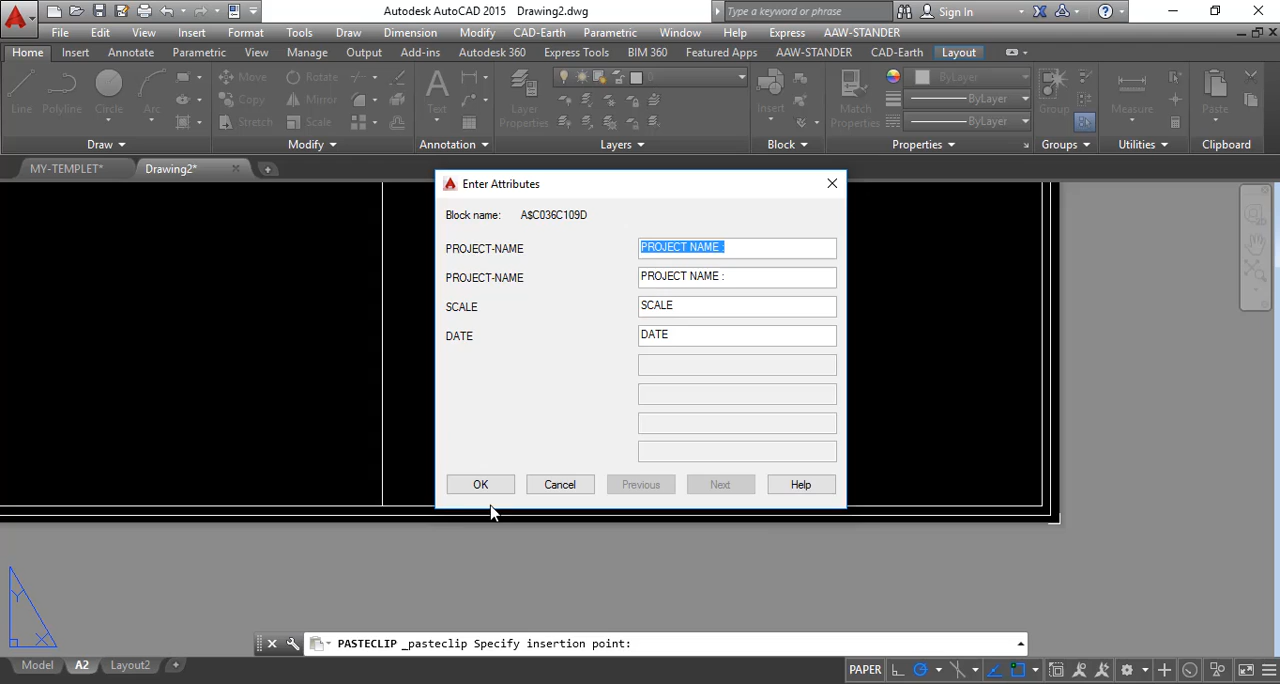 Autodesk AutoCAD 2015 Drawing2.dwg
Type a keyword or phrase
Sign In
File Edit View Insert Format Tools Draw Dimension Modify CAD-Earth Parametric Window Help Express AAW-STANDER
Home Insert Annotate Parametric View Manage Output Add-ins Autodesk 360 Express Tools BIM 360 Featured Apps AAW-STANDER CAD-Earth Layout
Line Polyline Circle Arc
Move Rotate
Copy Mirror
Stretch Scale
Text
Layer
Properties
0
Insert
Match
Properties
ByLayer
ByLayer
ByLayer
Group
Measure
Paste
Draw Modify Annotation Layers Block Properties Groups Utilities Clipboard
MY-TEMPLET* Drawing2*
Enter Attributes
Block name: A$C036C109D
PROJECT-NAME PROJECT NAME :
PROJECT-NAME PROJECT NAME :
SCALE SCALE
DATE DATE
OK Cancel Previous Next Help
Y
X
PASTECLIP _pasteclip Specify insertion point:
Model A2 Layout2
PAPER